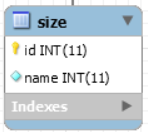 size
id INT(11)
name INT(11)
Indexes